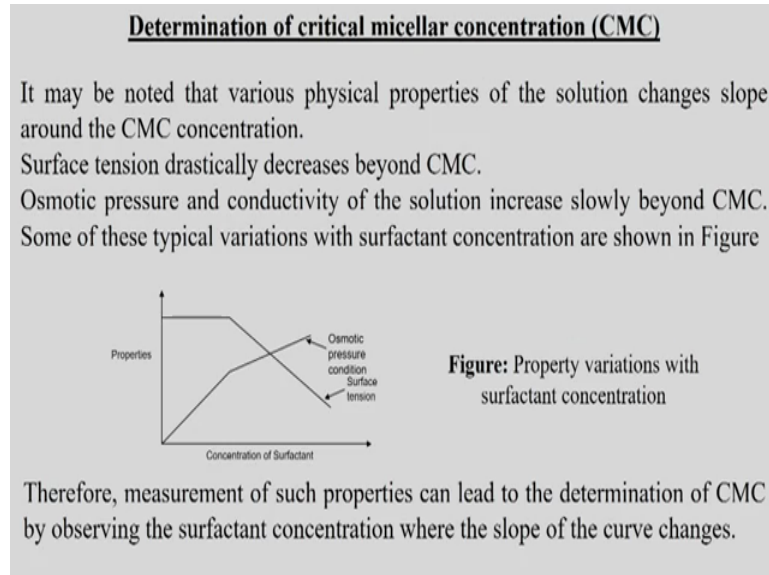 Determination of critical micellar concentration (CMC)
It may be noted that various physical properties of the solution changes slope
around the CMC concentration.
Surface tension drastically decreases beyond CMC.
Osmotic pressure and conductivity of the solution increase slowly beyond CMC.
Some of these typical variations with surfactant concentration are shown in Figure
Properties
Osmotic
pressure
condition
Surface
tension
Concentration of Surfactant
Figure: Property variations with
surfactant concentration
Therefore, measurement of such properties can lead to the determination of CMC
by observing the surfactant concentration where the slope of the curve changes.